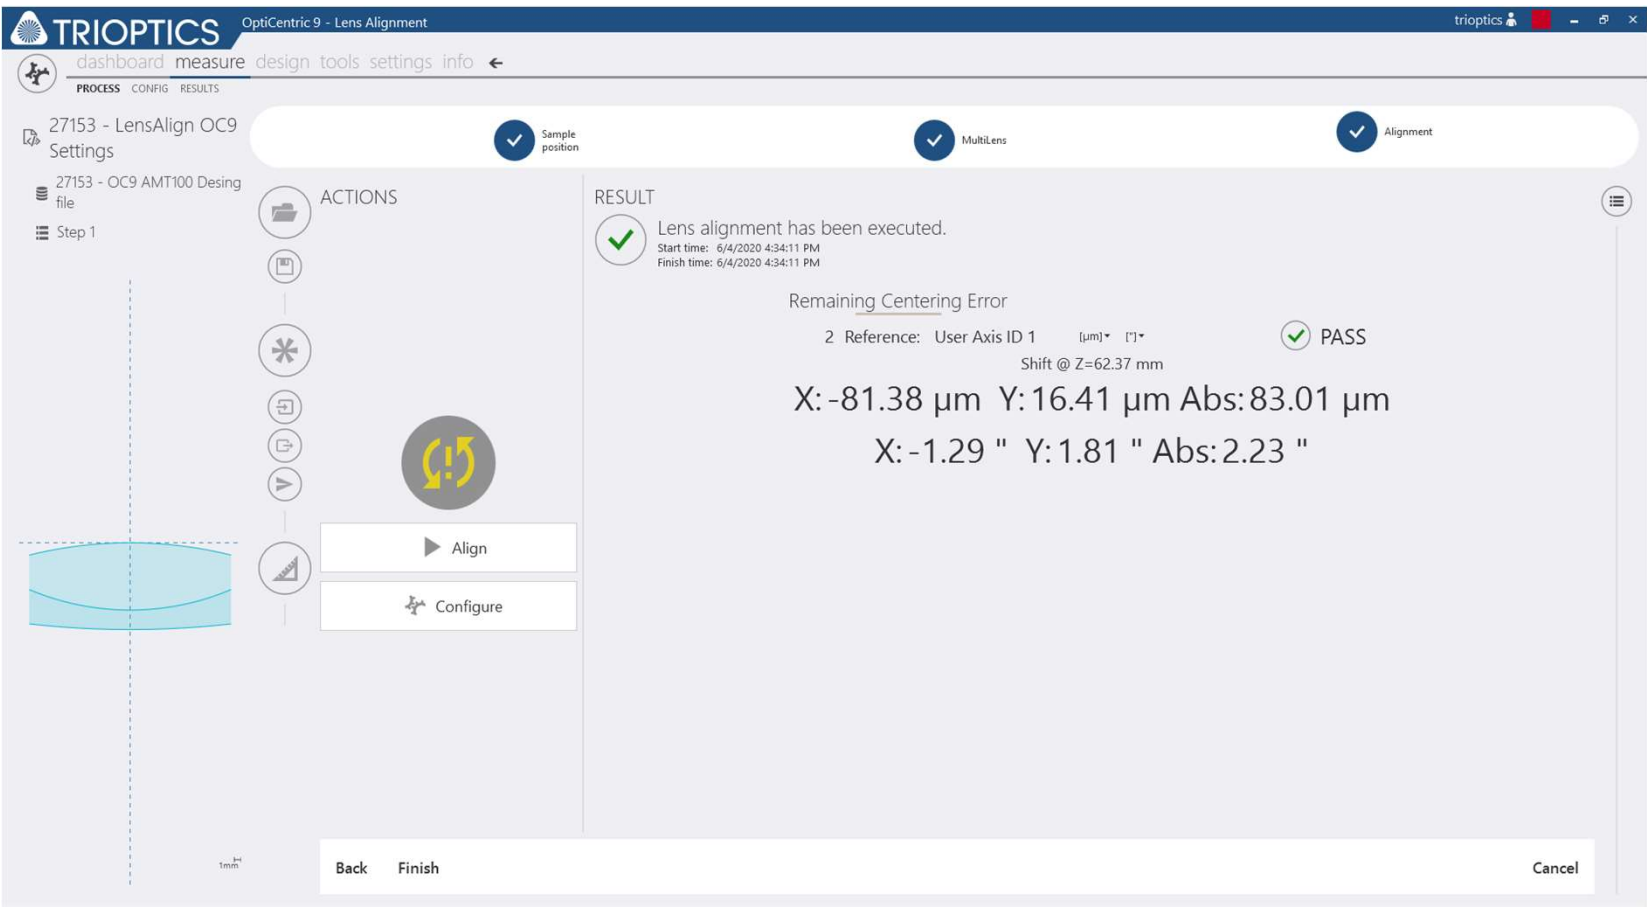 TRIOPTICS
OptiCentric 9 - Lens Alignment
trioptics
dashboard measure design tools settings info
PROCESS CONFIG RESULTS
27153 - LensAlign OC9
Settings
27153 - OC9 AMT100 Desing
file
Step 1
Sample
position
MultiLens
Alignment
ACTIONS
Align
Configure
RESULT
Lens alignment has been executed.
Start time: 6/4/2020 4:34:11 PM
Finish time: 6/4/2020 4:34:11 PM
Remaining Centering Error
2 Reference: User Axis ID 1 [µm] ["] PASS
Shift @ Z=62.37 mm
X: -81.38 µm Y: 16.41 µm Abs: 83.01 µm
X: -1.29 " Y: 1.81 " Abs: 2.23 "
1mm
Back Finish Cancel